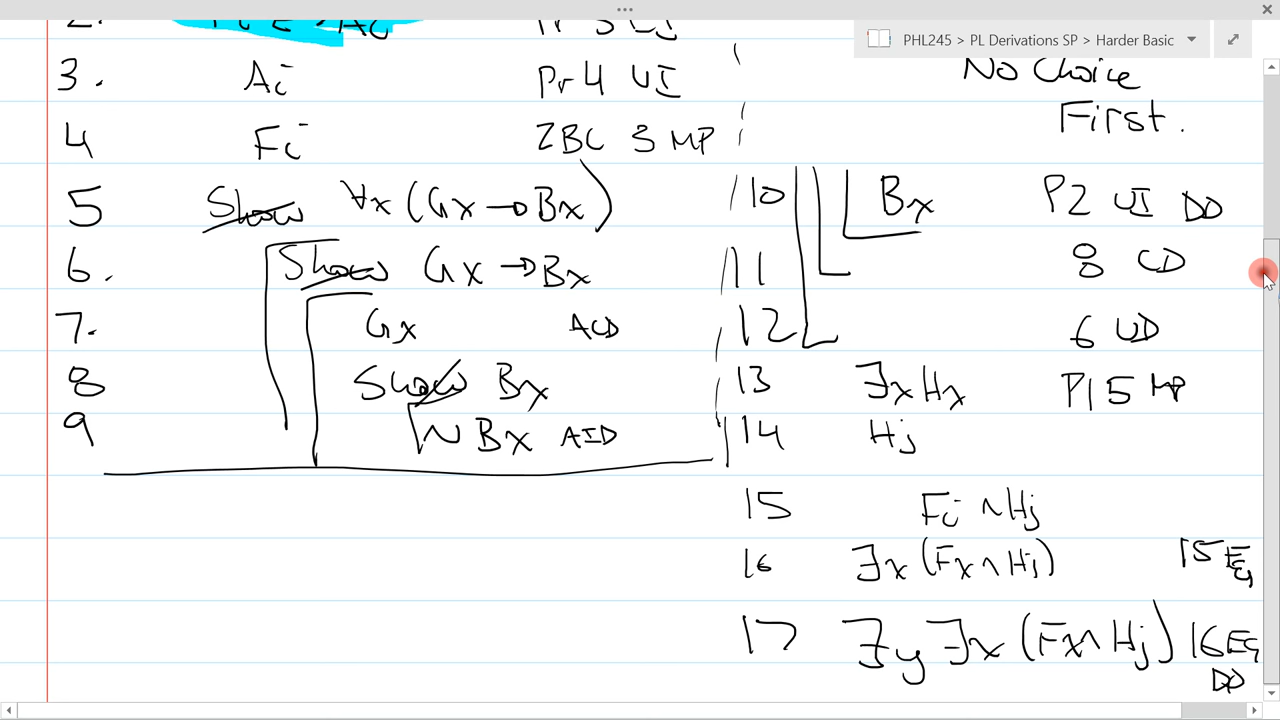 PHL245 > PL Derivations SP > Harder Basic
No Choice
First.
3. Ai Pr4 UI
4 Fi 2BC 3 MP
5 Show ∀x (Gx → Bx)
6. Show Gx → Bx
7. Gx ACD
8 Show Bx
9 ~Bx AID
10 Bx P2 UI DD
11 8 CD
12 6 UD
13 ∃xHx P1 5 MP
14 Hj
15 Fi ∧ Hj
16 ∃x (Fx ∧ Hj) 15 EG
17 ∃y ∃x (Fx ∧ Hj) 16 EG
DD